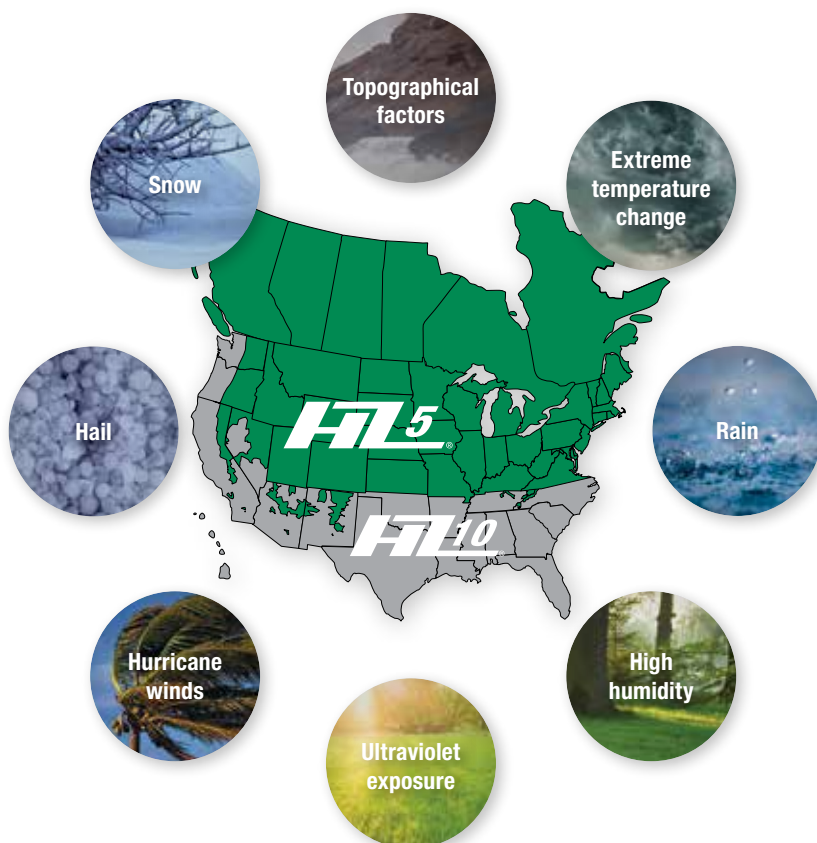 Topographical
factors
Snow
Extreme
temperature
change
Hail
HZ5®
Rain
HZ10®
Hurricane
winds
High
humidity
Ultraviolet
exposure